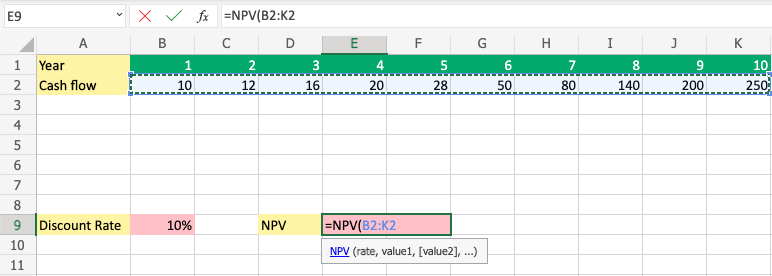 E9 fx =NPV(B2:K2
A B C D E F G H I J K
1 Year 1 2 3 4 5 6 7 8 9 10
2 Cash flow 10 12 16 20 28 50 80 140 200 250
3
4
5
6
7
8
9 Discount Rate 10% NPV =NPV(B2:K2
10 NPV (rate, value1, [value2], ...)
11